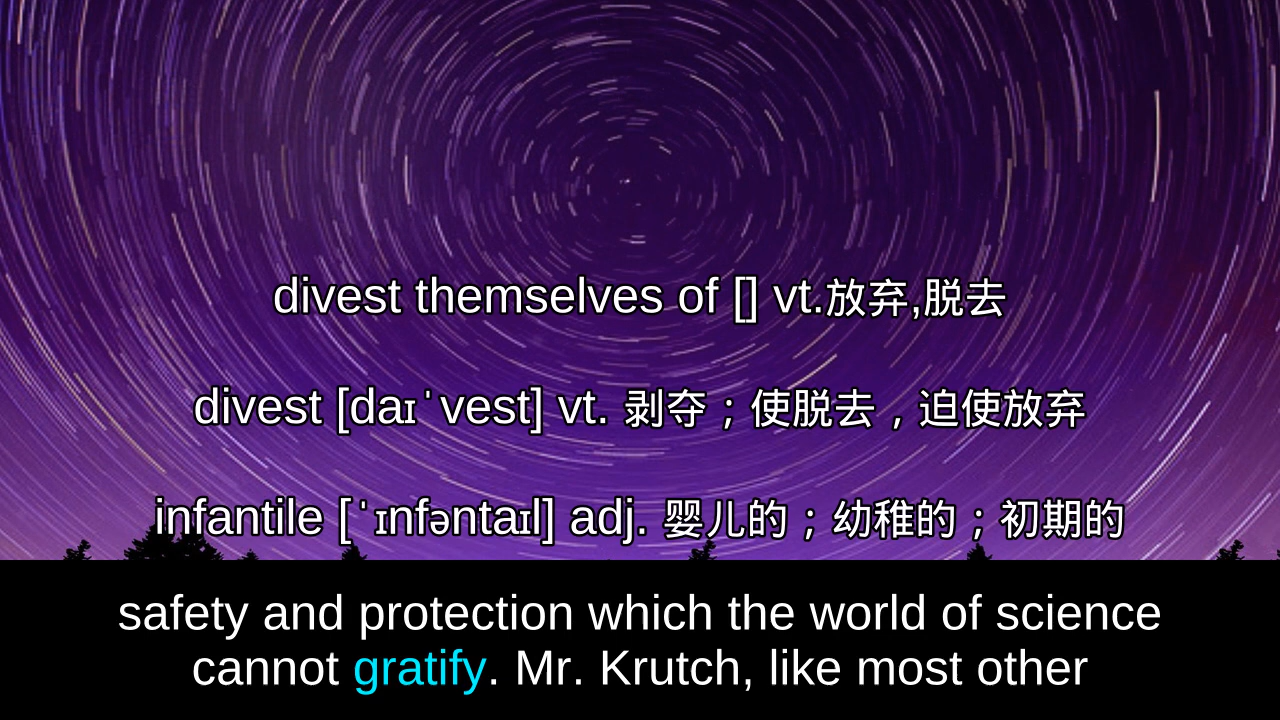 divest themselves of [] vt.放弃,脱去
divest [daɪˈvest] vt. 剥夺；使脱去，迫使放弃
infantile [ˈɪnfəntaɪl] adj. 婴儿的；幼稚的；初期的
safety and protection which the world of science
cannot gratify. Mr. Krutch, like most other